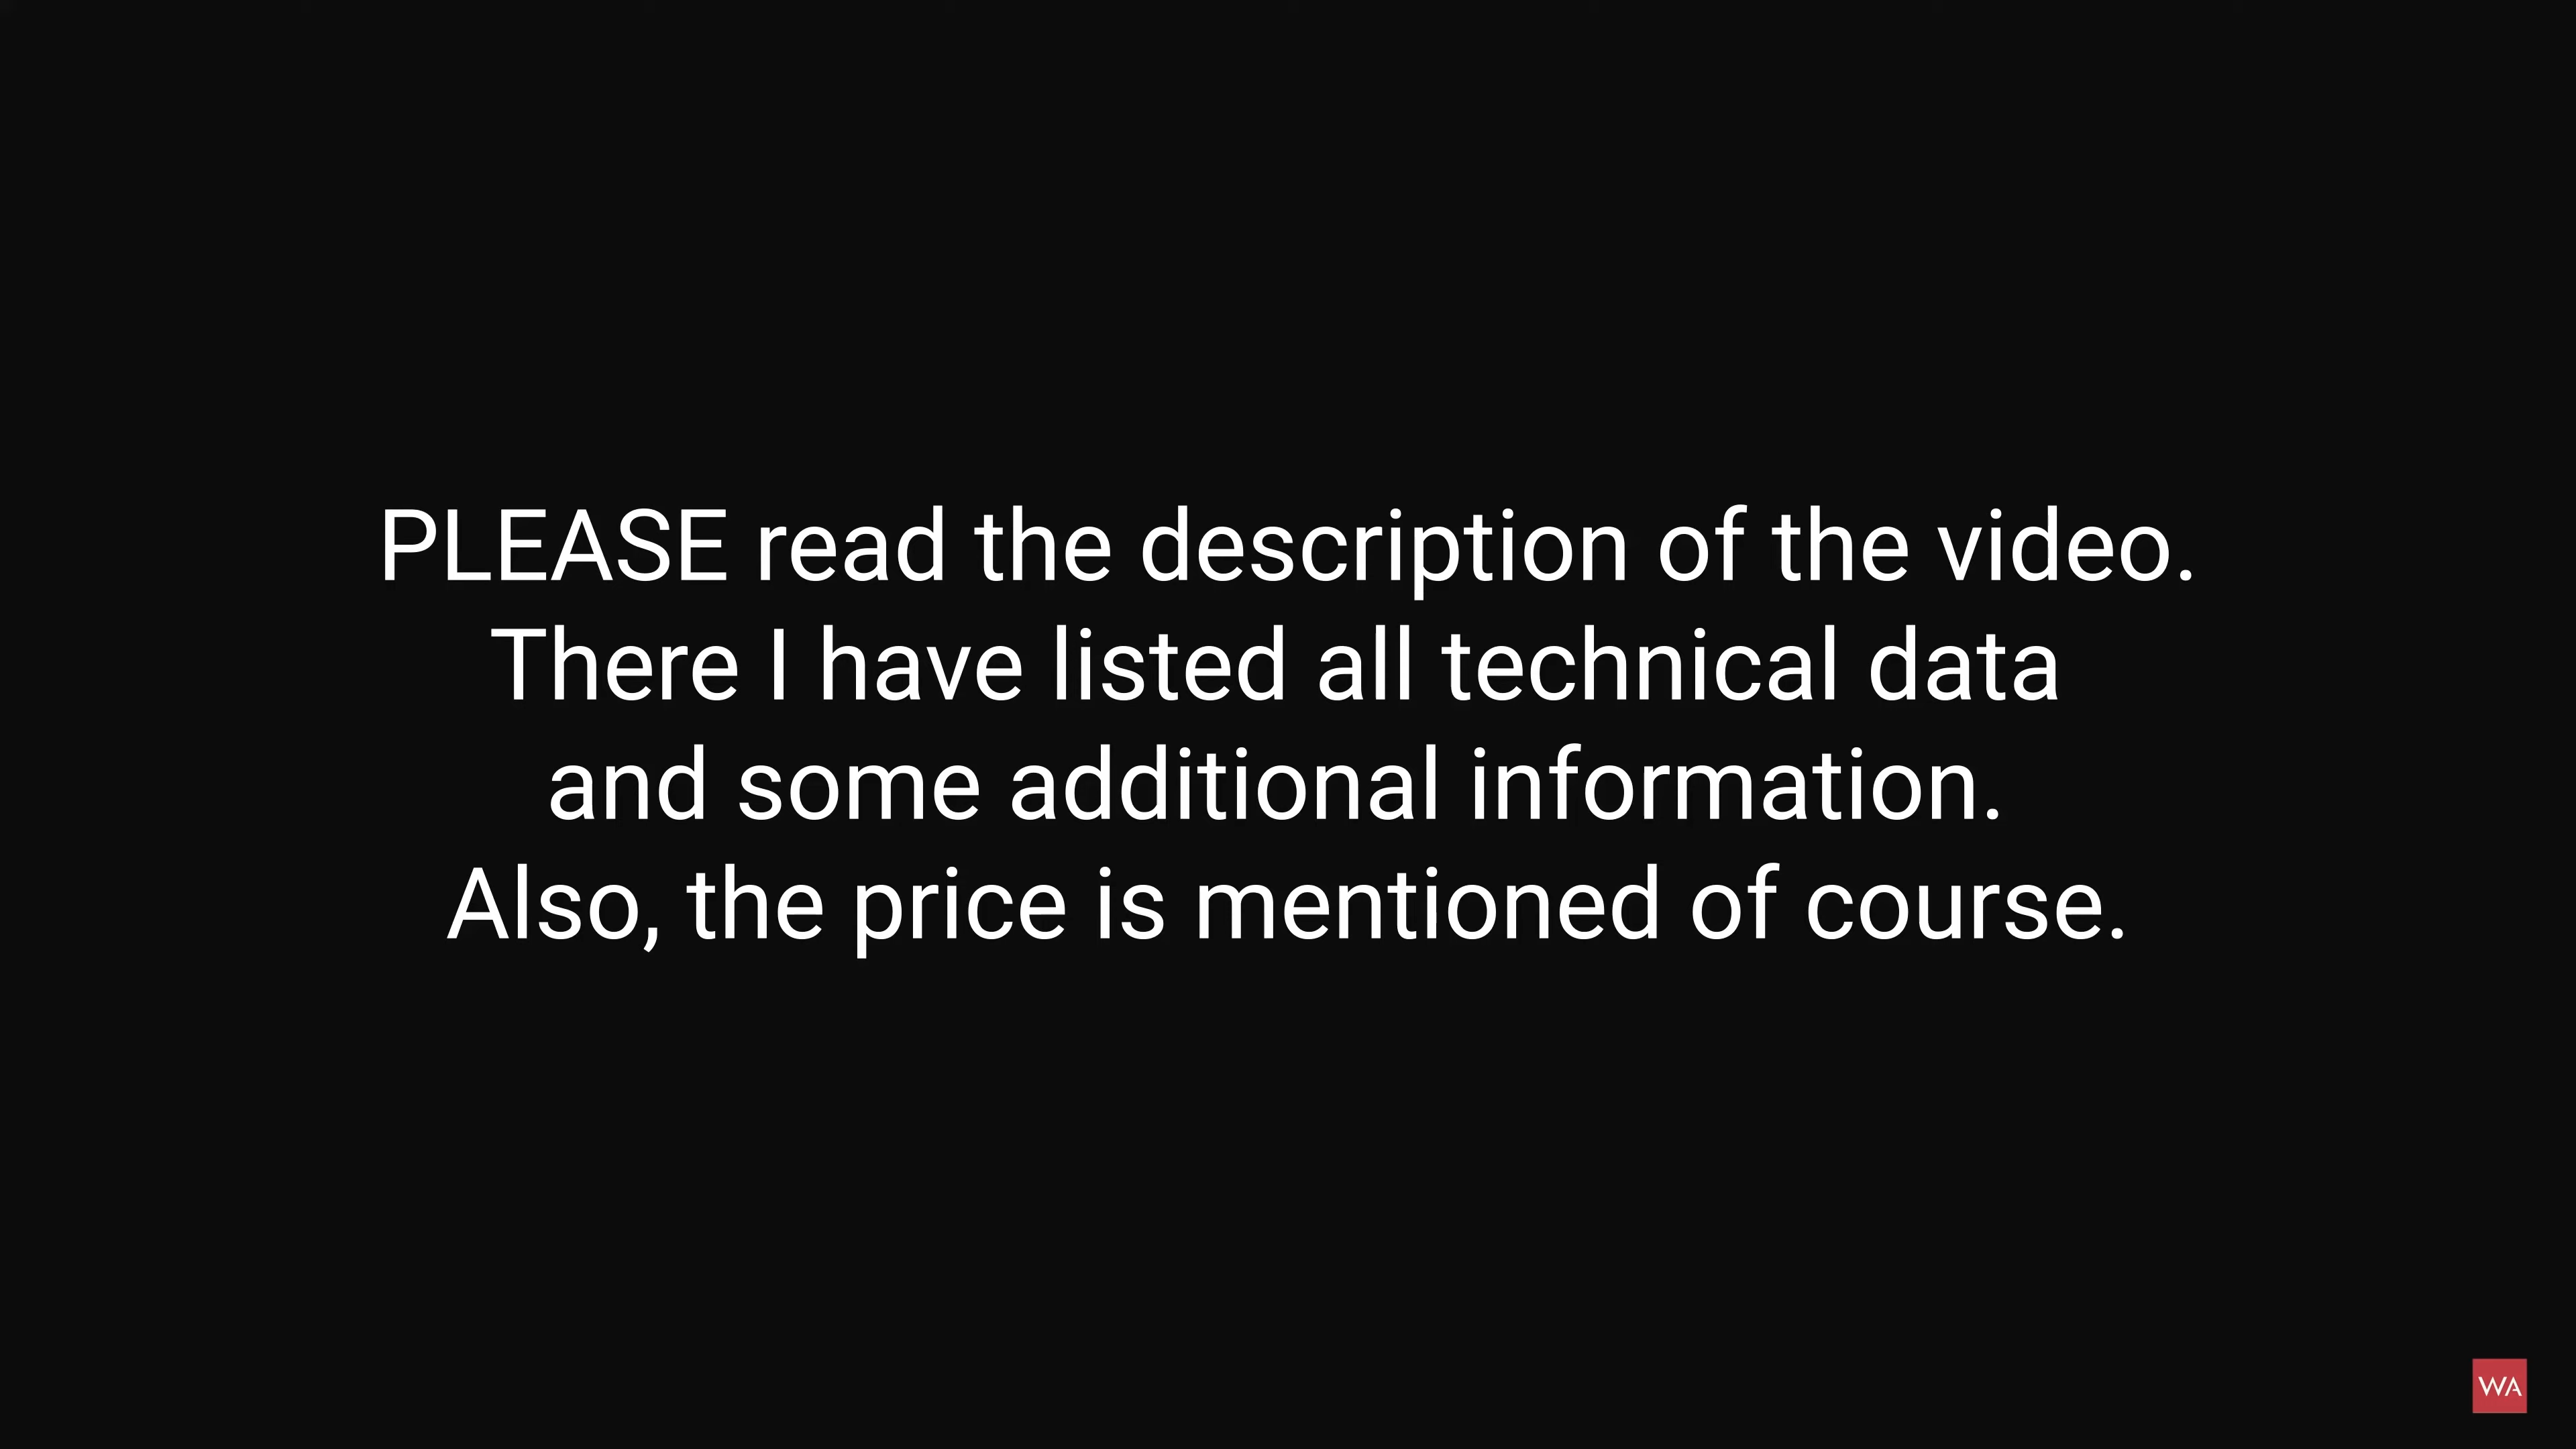 PLEASE read the description of the video.
There I have listed all technical data
and some additional information.
Also, the price is mentioned of course.
WA